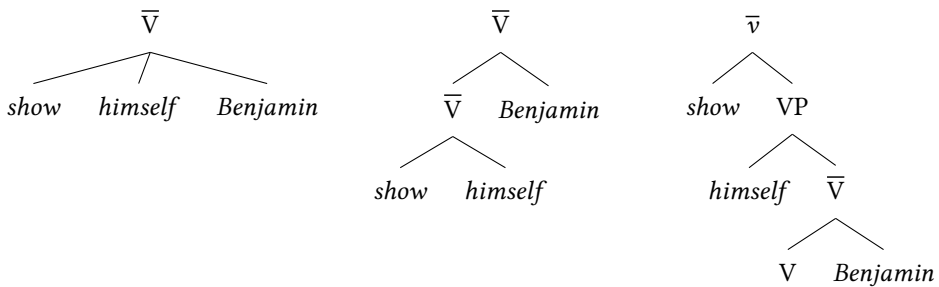 V̅ V̅ v̅
show himself Benjamin V̅ Benjamin show VP
show himself himself V̅
V Benjamin